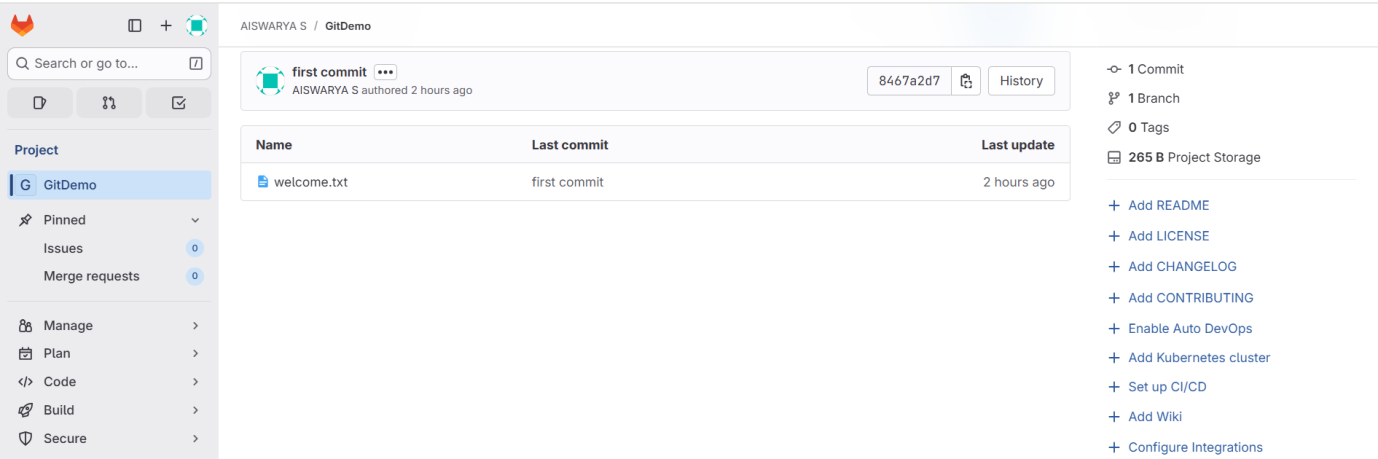 AISWARYA S / GitDemo
Search or go to... /
Project
G GitDemo
Pinned
Issues 0
Merge requests 0
Manage
Plan
Code
Build
Secure
first commit
AISWARYA S authored 2 hours ago
8467a2d7 History
Name Last commit Last update
welcome.txt first commit 2 hours ago
1 Commit
1 Branch
0 Tags
265 B Project Storage
+ Add README
+ Add LICENSE
+ Add CHANGELOG
+ Add CONTRIBUTING
+ Enable Auto DevOps
+ Add Kubernetes cluster
+ Set up CI/CD
+ Add Wiki
+ Configure Integrations